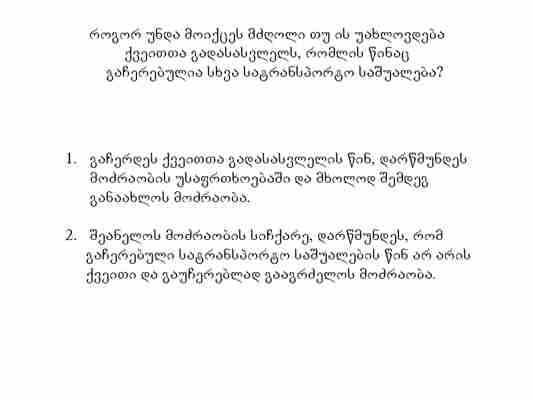 როგორ უნდა მოიქცეს მძღოლი თუ ის უახლოვდება
ქვეითთა გადასასვლელს, რომლის წინაც
გაჩერებულია სხვა სატრანსპორტო საშუალება?
1. გაჩერდეს ქვეითთა გადასასვლელის წინ, დარწმუნდეს
მოძრაობის უსაფრთხოებაში და მხოლოდ შემდეგ
განაახლოს მოძრაობა.
2. შეანელოს მოძრაობის სიჩქარე, დარწმუნდეს, რომ
გაჩერებული სატრანსპორტო საშუალების წინ არ არის
ქვეითი და გაუჩერებლად გააგრძელოს მოძრაობა.